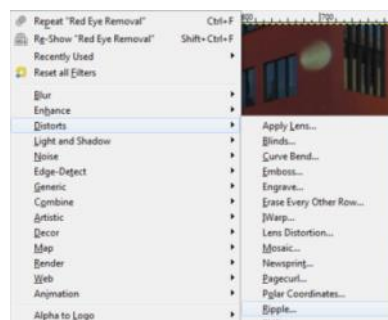 Repeat "Red Eye Removal" Ctrl+F
Re-Show "Red Eye Removal" Shift+Ctrl+F
Recently Used
Reset all Filters
Blur
Enhance
Distorts
Light and Shadow
Noise
Edge-Detect
Generic
Combine
Artistic
Decor
Map
Render
Web
Animation
Alpha to Logo
600 700
Apply Lens...
Blinds...
Curve Bend...
Emboss...
Engrave...
Erase Every Other Row...
IWarp...
Lens Distortion...
Mosaic...
Newsprint...
Pagecurl...
Polar Coordinates...
Ripple...